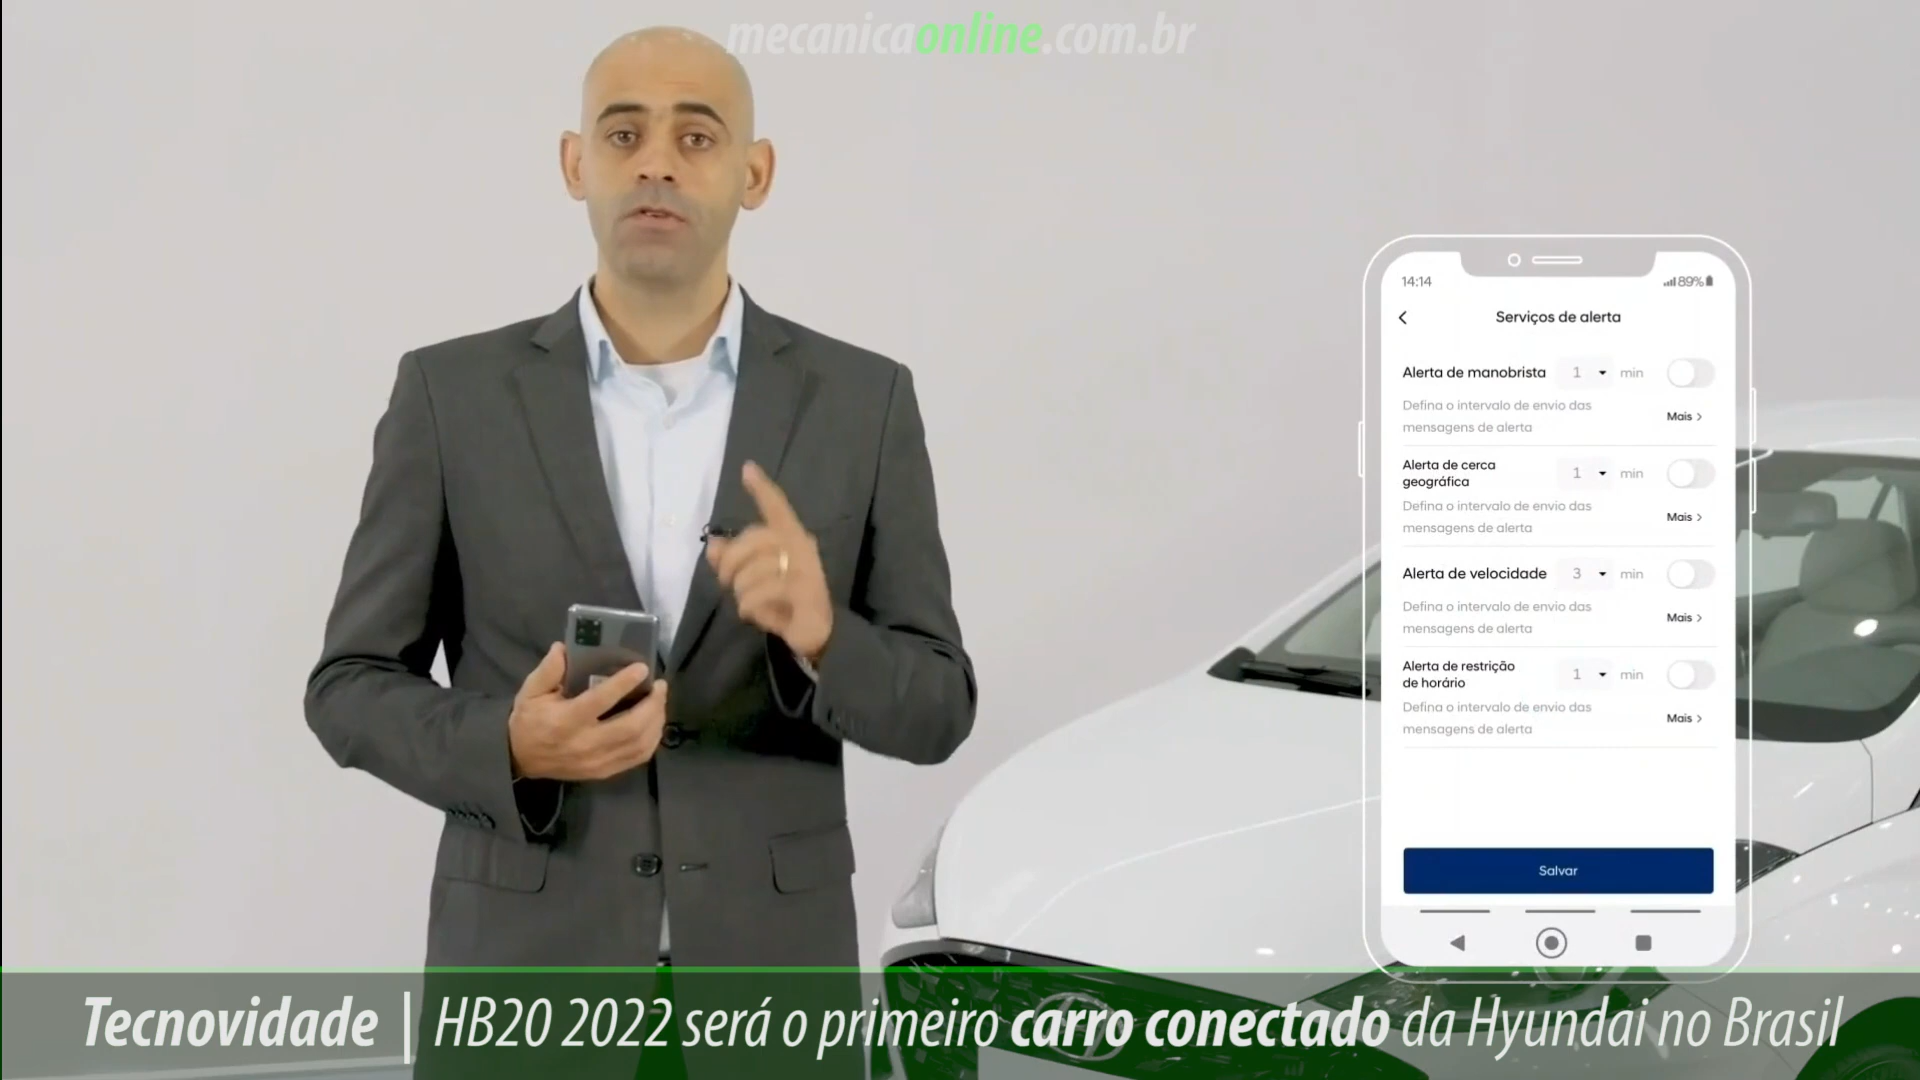 mecanicaonline.com.br
14:14
89%
Serviços de alerta
Alerta de manobrista 1 min
Defina o intervalo de envio das
mensagens de alerta
Mais >
Alerta de cerca
geográfica
1 min
Defina o intervalo de envio das
mensagens de alerta
Mais >
Alerta de velocidade 3 min
Defina o intervalo de envio das
mensagens de alerta
Mais >
Alerta de restrição
de horário
1 min
Defina o intervalo de envio das
mensagens de alerta
Mais >
Salvar
Tecnovidade | HB20 2022 será o primeiro carro conectado da Hyundai no Brasil